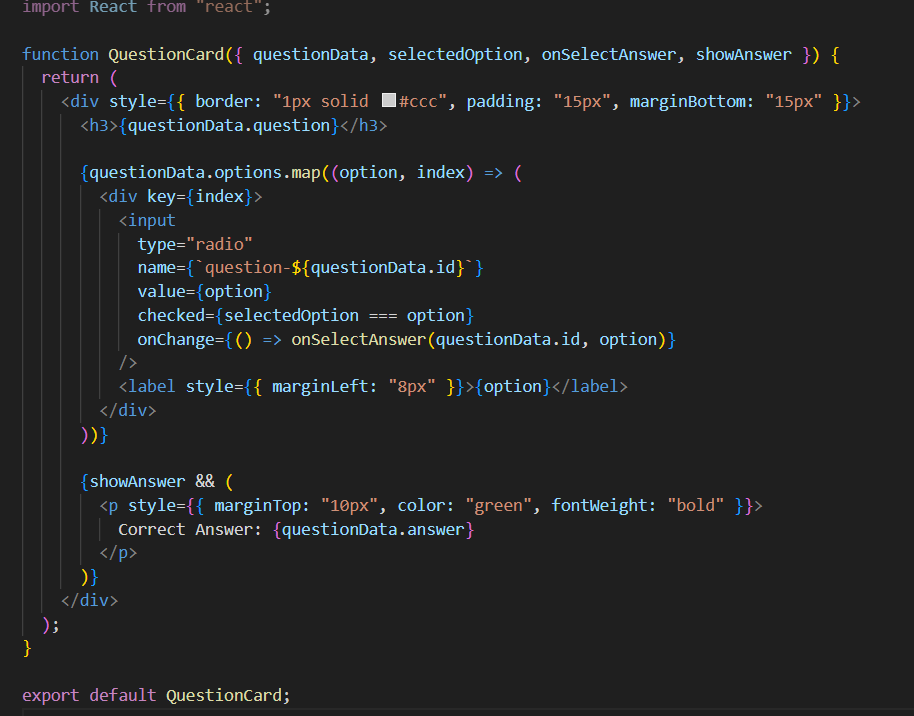 import React from "react";

function QuestionCard({ questionData, selectedOption, onSelectAnswer, showAnswer }) {
  return (
    <div style={{ border: "1px solid #ccc", padding: "15px", marginBottom: "15px" }}>
      <h3>{questionData.question}</h3>

      {questionData.options.map((option, index) => (
        <div key={index}>
          <input
            type="radio"
            name={`question-${questionData.id}`}
            value={option}
            checked={selectedOption === option}
            onChange={() => onSelectAnswer(questionData.id, option)}
          />
          <label style={{ marginLeft: "8px" }}>{option}</label>
        </div>
      ))}

      {showAnswer && (
        <p style={{ marginTop: "10px", color: "green", fontWeight: "bold" }}>
          Correct Answer: {questionData.answer}
        </p>
      )}
    </div>
  );
}

export default QuestionCard;